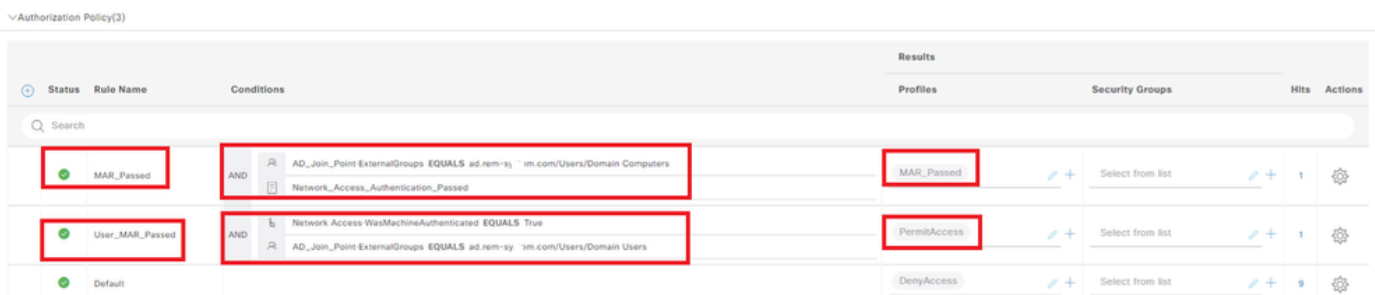 Authorization Policy(3)
Results
Status Rule Name Conditions Profiles Security Groups Hits Actions
Search
MAR_Passed AND AD_Join_Point·ExternalGroups EQUALS ad.rem-sy im.com/Users/Domain Computers MAR_Passed Select from list 1
Network_Access_Authentication_Passed
User_MAR_Passed AND Network Access·WasMachineAuthenticated EQUALS True PermitAccess Select from list 1
AD_Join_Point·ExternalGroups EQUALS ad.rem-sy m.com/Users/Domain Users
Default DenyAccess Select from list 9